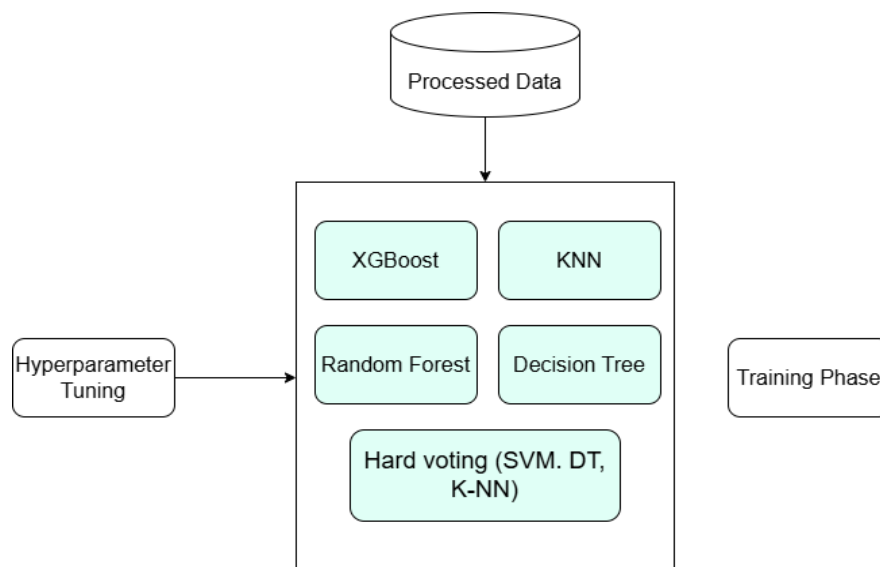 Processed Data
XGBoost
KNN
Hyperparameter
Tuning
Random Forest
Decision Tree
Training Phase
Hard voting (SVM. DT,
K-NN)